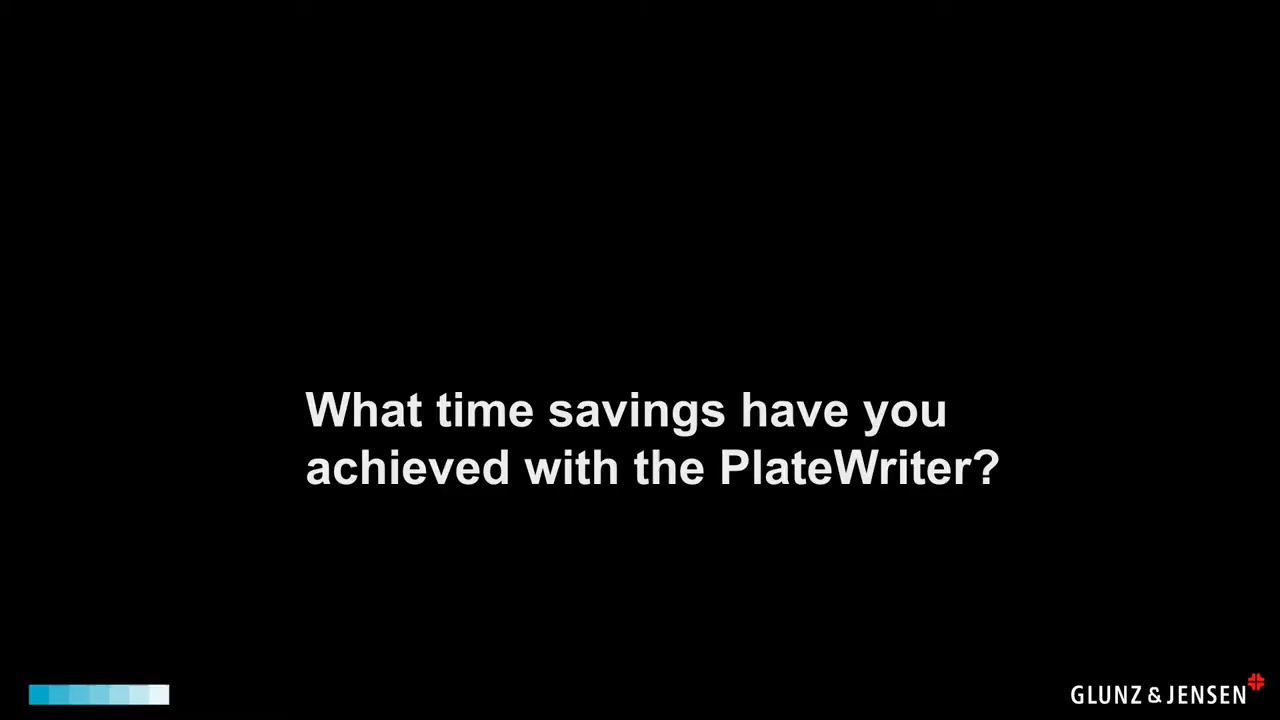 What time savings have you
achieved with the PlateWriter?
GLUNZ & JENSEN